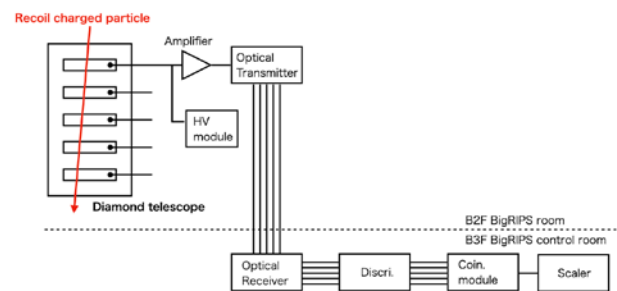 Recoil charged particle
Amplifier
Optical
Transmitter
HV
module
Diamond telescope
B2F BigRIPS room
B3F BigRIPS control room
Optical
Receiver
Discri.
Coin.
module
Scaler